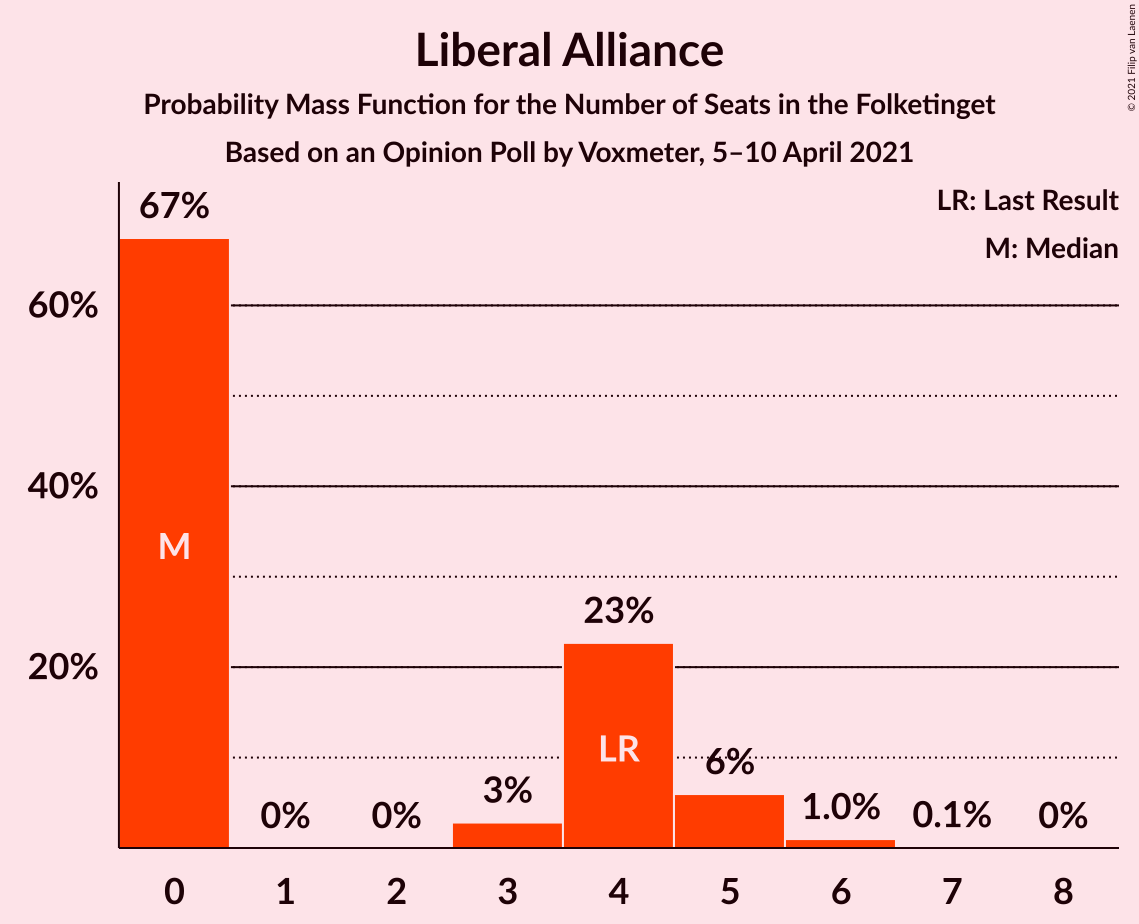 Liberal Alliance
Probability Mass Function for the Number of Seats in the Folketinget
Based on an Opinion Poll by Voxmeter, 5–10 April 2021
© 2021 Filip van Laenen
LR: Last Result
M: Median
67%
60%
40%
20%
M
23%
LR
0%
0%
3%
6%
1.0%
0.1%
0%
0 1 2 3 4 5 6 7 8